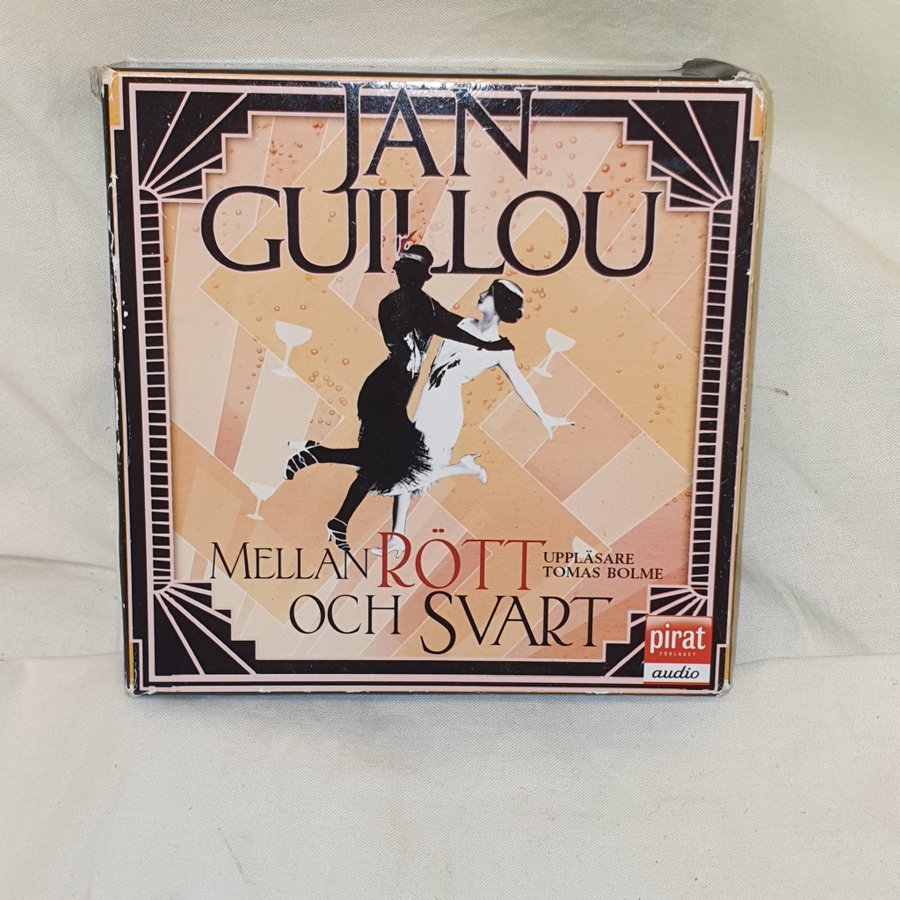 JAN
GUILLOU
MELLAN RÖTT
OCH SVART
UPPLÄSARE
TOMAS BOLME
pirat
FÖRLAGET
audio